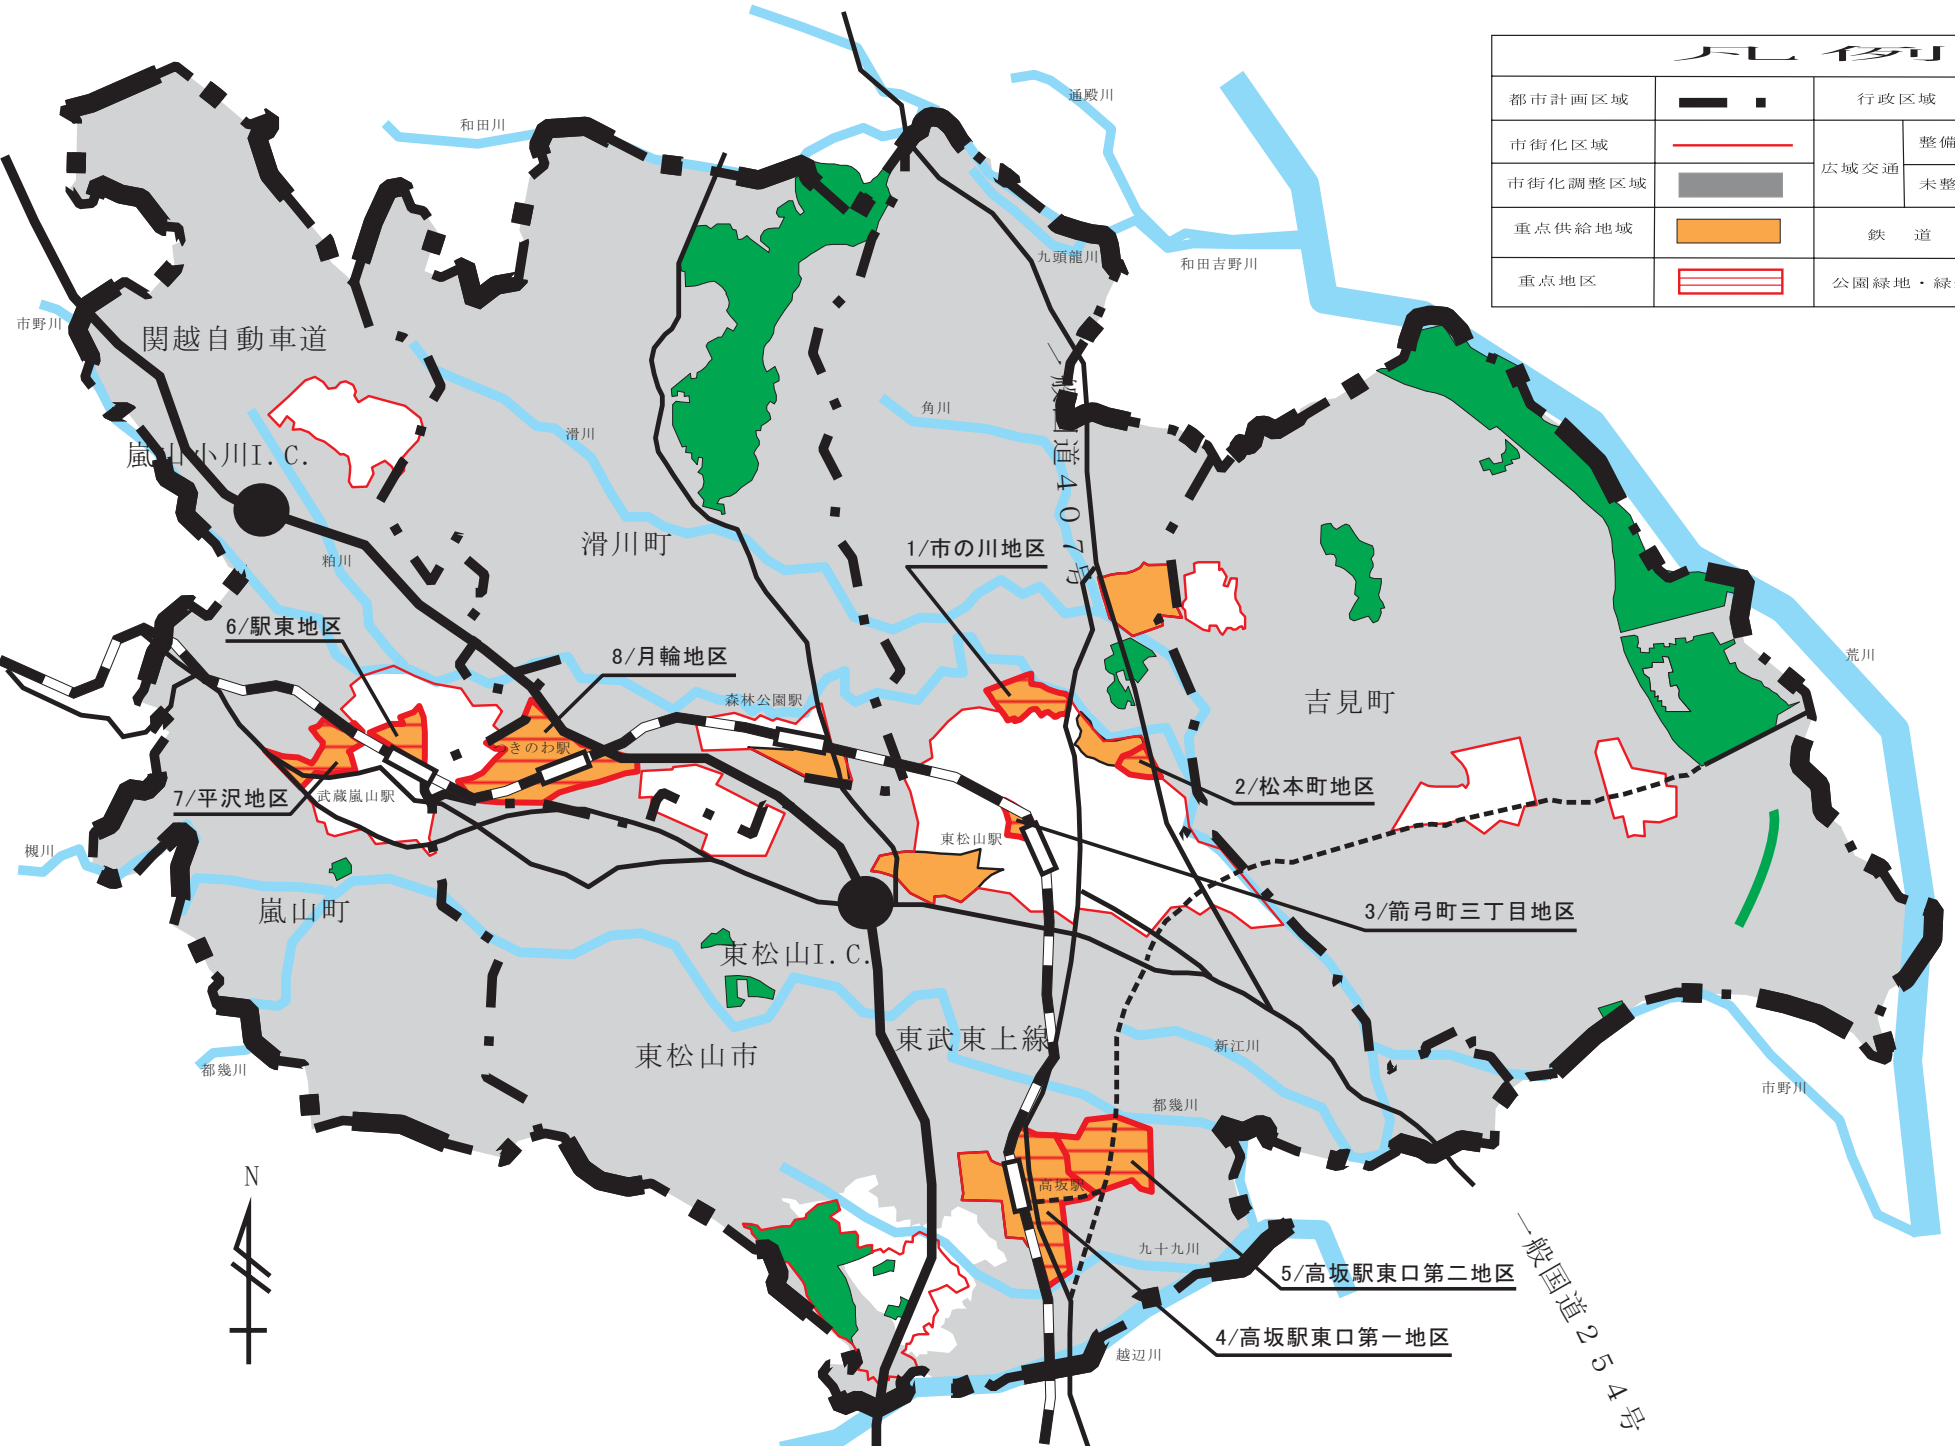 凡例
都市計画区域
行政区域
市街化区域
広域交通
整備
市街化調整区域
未整
重点供給地域
鉄 道
重点地区
公園緑地・緑
通殿川
和田川
九頭龍川
和田吉野川
市野川
関越自動車道
一般国道407号
角川
滑川
嵐山小川I.C.
滑川町
1/市の川地区
粕川
6/駅東地区
8/月輪地区
荒川
森林公園駅
吉見町
つきのわ駅
2/松本町地区
7/平沢地区
武蔵嵐山駅
東松山駅
槻川
嵐山町
3/箭弓町三丁目地区
東松山I.C.
東武東上線
東松山市
新江川
都幾川
市野川
都幾川
N
高坂駅
九十九川
5/高坂駅東口第二地区
4/高坂駅東口第一地区
越辺川
一般国道254号